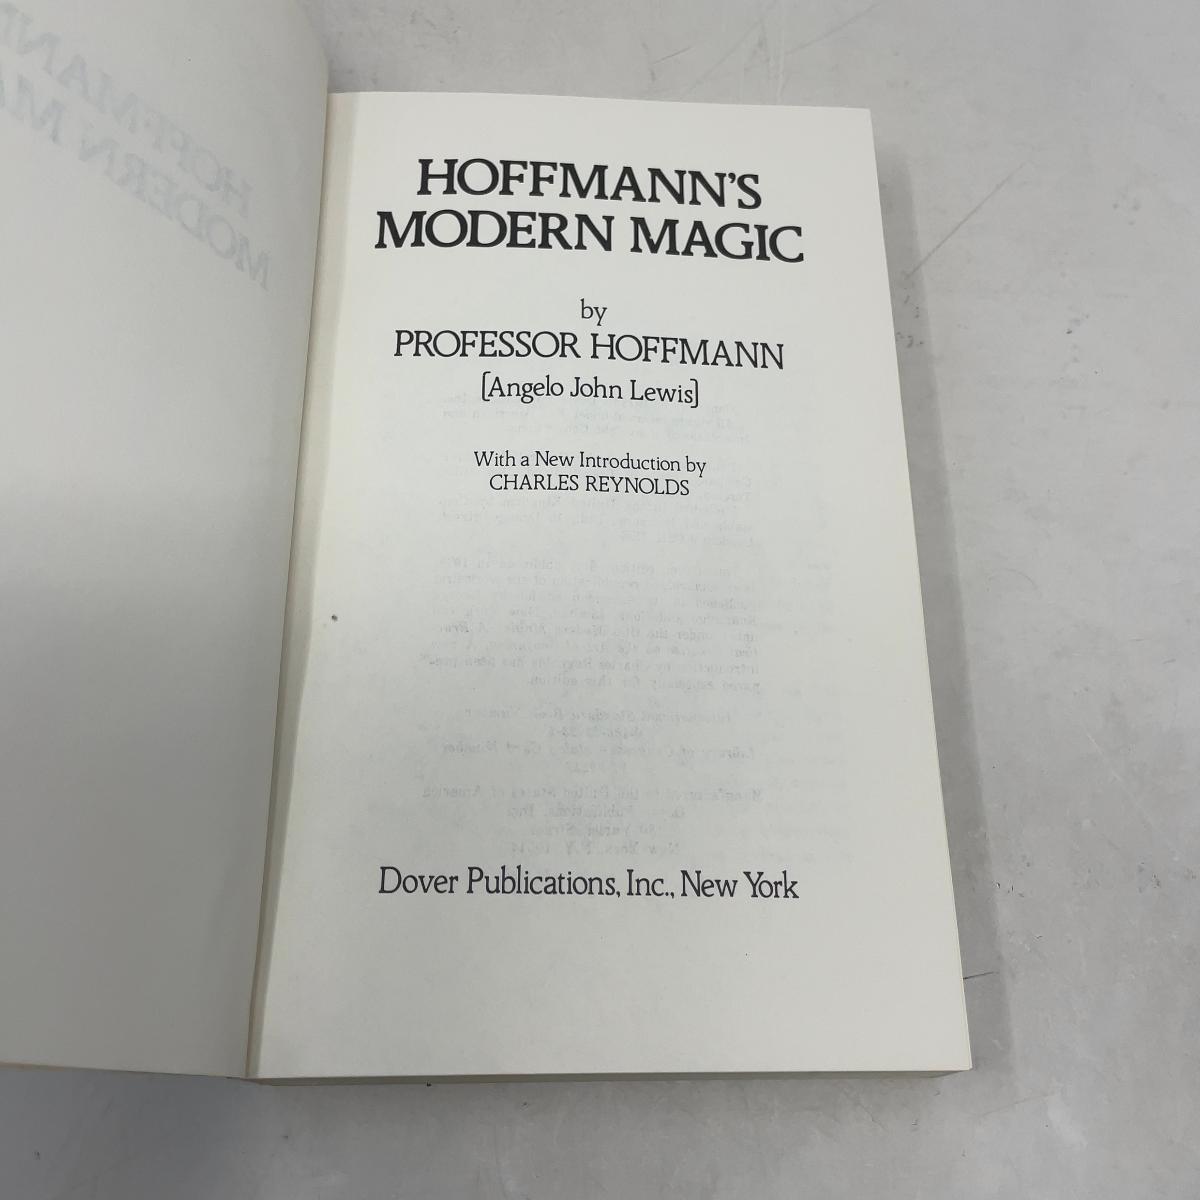 HOFFMANN'S
MODERN MAGIC
by
PROFESSOR HOFFMANN
[Angelo John Lewis]
With a New Introduction by
CHARLES REYNOLDS
Dover Publications, Inc., New York